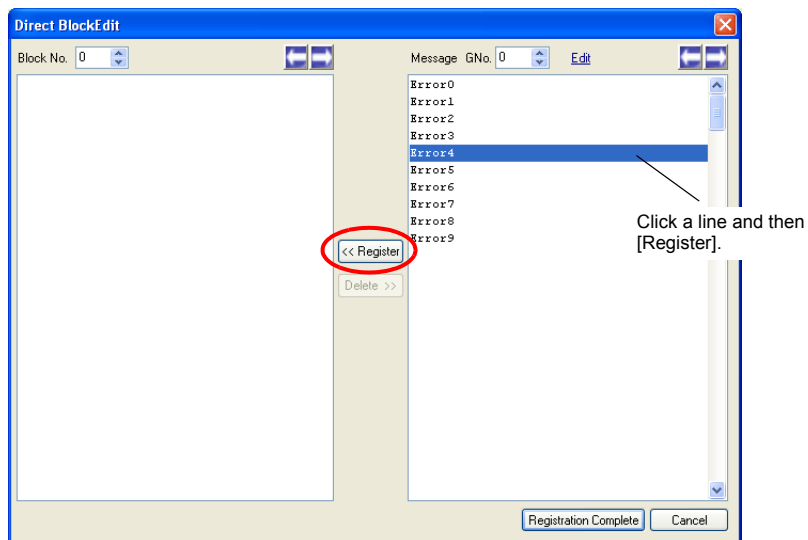 Direct BlockEdit
Block No. 0
Message GNo. 0 Edit
Error0
Error1
Error2
Error3
Error4
Error5
Error6
Error7
Error8
Error9
Click a line and then
[Register].
<< Register
Delete >>
Registration Complete Cancel